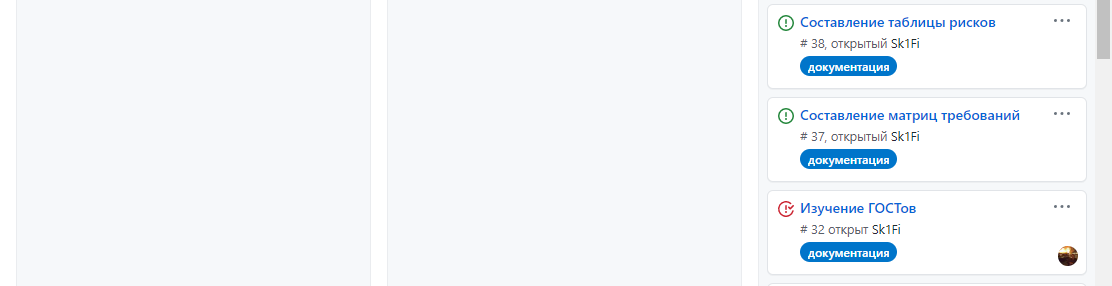 Составление таблицы рисков
# 38, открытый Sk1Fi
документация
Составление матриц требований
# 37, открытый Sk1Fi
документация
Изучение ГОСТов
# 32 открыт Sk1Fi
документация